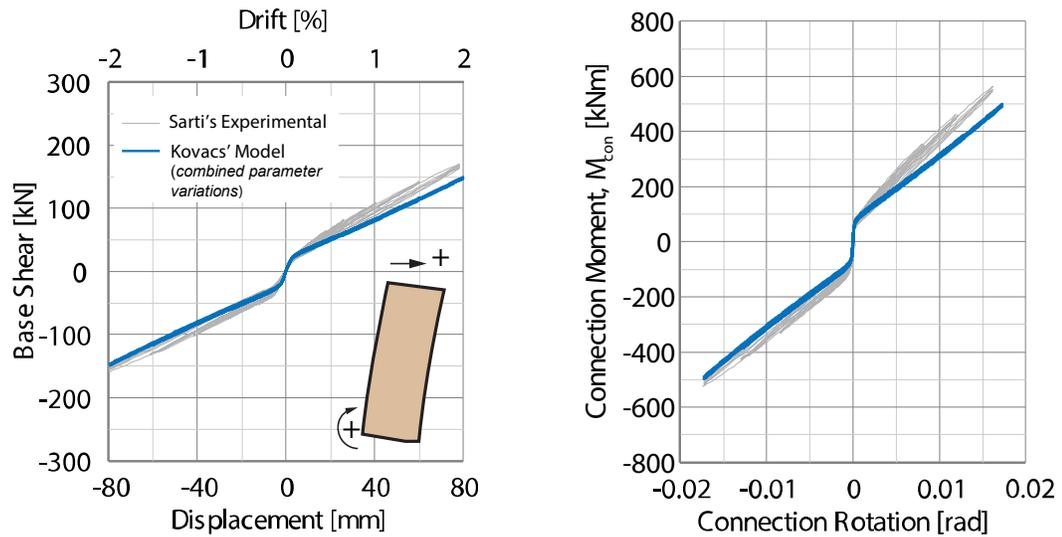 Drift [%]
-2 -1 0 1 2
300
200
100
0
-100
-200
-300
Base Shear [kN]
Sarti's Experimental
Kovacs' Model
(combined parameter
variations)
+
+
-80 -40 0 40 80
Displacement [mm]
800
600
400
200
0
-200
-400
-600
-800
Connection Moment, Mcon [kNm]
-0.02 -0.01 0 0.01 0.02
Connection Rotation [rad]